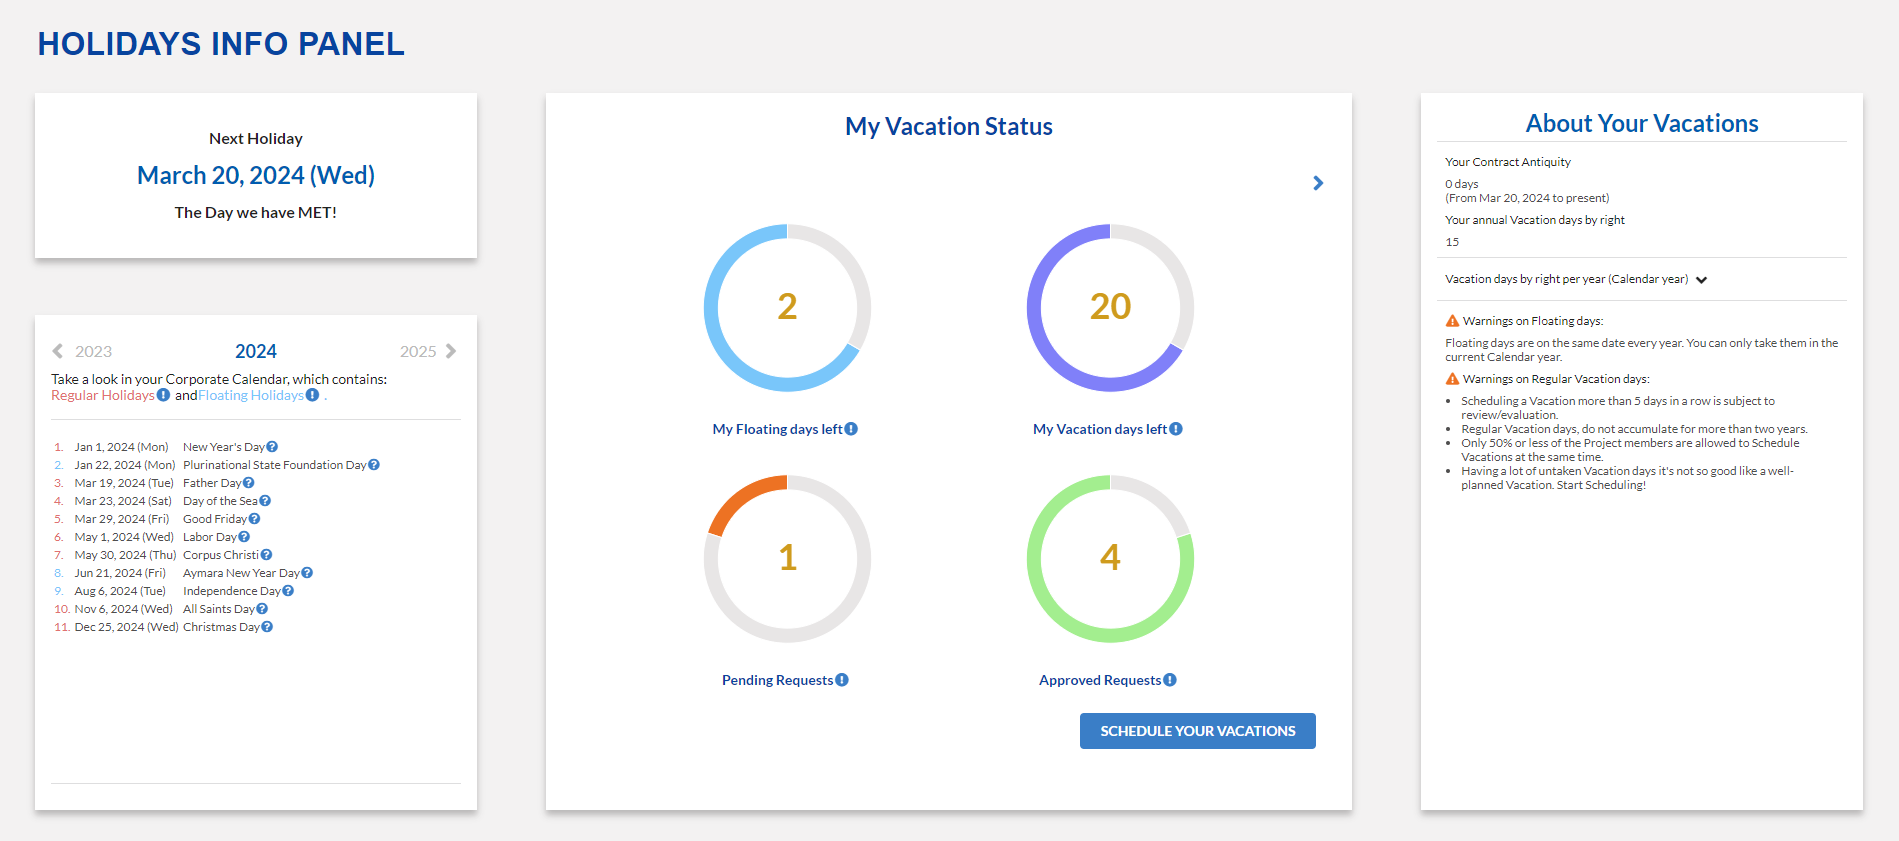 HOLIDAYS INFO PANEL
Next Holiday
March 20, 2024 (Wed)
The Day we have MET!
2023 2024 2025
Take a look in your Corporate Calendar, which contains:
Regular Holidays andFloating Holidays .
1. Jan 1, 2024 (Mon) New Year's Day
2. Jan 22, 2024 (Mon) Plurinational State Foundation Day
3. Mar 19, 2024 (Tue) Father Day
4. Mar 23, 2024 (Sat) Day of the Sea
5. Mar 29, 2024 (Fri) Good Friday
6. May 1, 2024 (Wed) Labor Day
7. May 30, 2024 (Thu) Corpus Christi
8. Jun 21, 2024 (Fri) Aymara New Year Day
9. Aug 6, 2024 (Tue) Independence Day
10. Nov 6, 2024 (Wed) All Saints Day
11. Dec 25, 2024 (Wed) Christmas Day
My Vacation Status
2
My Floating days left
20
My Vacation days left
1
Pending Requests
4
Approved Requests
SCHEDULE YOUR VACATIONS
About Your Vacations
Your Contract Antiquity
0 days
(From Mar 20, 2024 to present)
Your annual Vacation days by right
15
Vacation days by right per year (Calendar year)
Warnings on Floating days:
Floating days are on the same date every year. You can only take them in the
current Calendar year.
Warnings on Regular Vacation days:
• Scheduling a Vacation more than 5 days in a row is subject to
review/evaluation.
• Regular Vacation days, do not accumulate for more than two years.
• Only 50% or less of the Project members are allowed to Schedule
Vacations at the same time.
• Having a lot of untaken Vacation days it's not so good like a well-
planned Vacation. Start Scheduling!